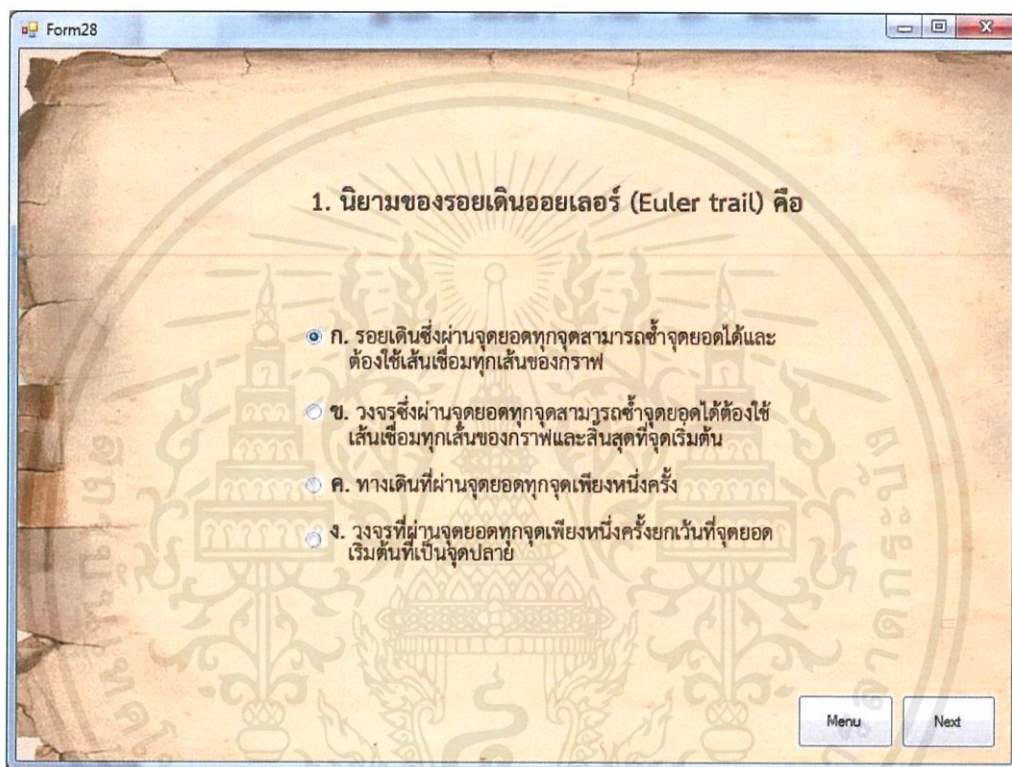 Form28
1. นิยามของรอยเดินออยเลอร์ (Euler trail) คือ
ก. รอยเดินซึ่งผ่านจุดยอดทุกจุดสามารถซ้ำจุดยอดได้และ
ต้องใช้เส้นเชื่อมทุกเส้นของกราฟ
ข. วงจรซึ่งผ่านจุดยอดทุกจุดสามารถซ้ำจุดยอดได้ต้องใช้
เส้นเชื่อมทุกเส้นของกราฟและสิ้นสุดที่จุดเริ่มต้น
ค. ทางเดินที่ผ่านจุดยอดทุกจุดเพียงหนึ่งครั้ง
ง. วงจรที่ผ่านจุดยอดทุกจุดเพียงหนึ่งครั้งยกเว้นที่จุดยอด
เริ่มต้นที่เป็นจุดปลาย
Menu
Next